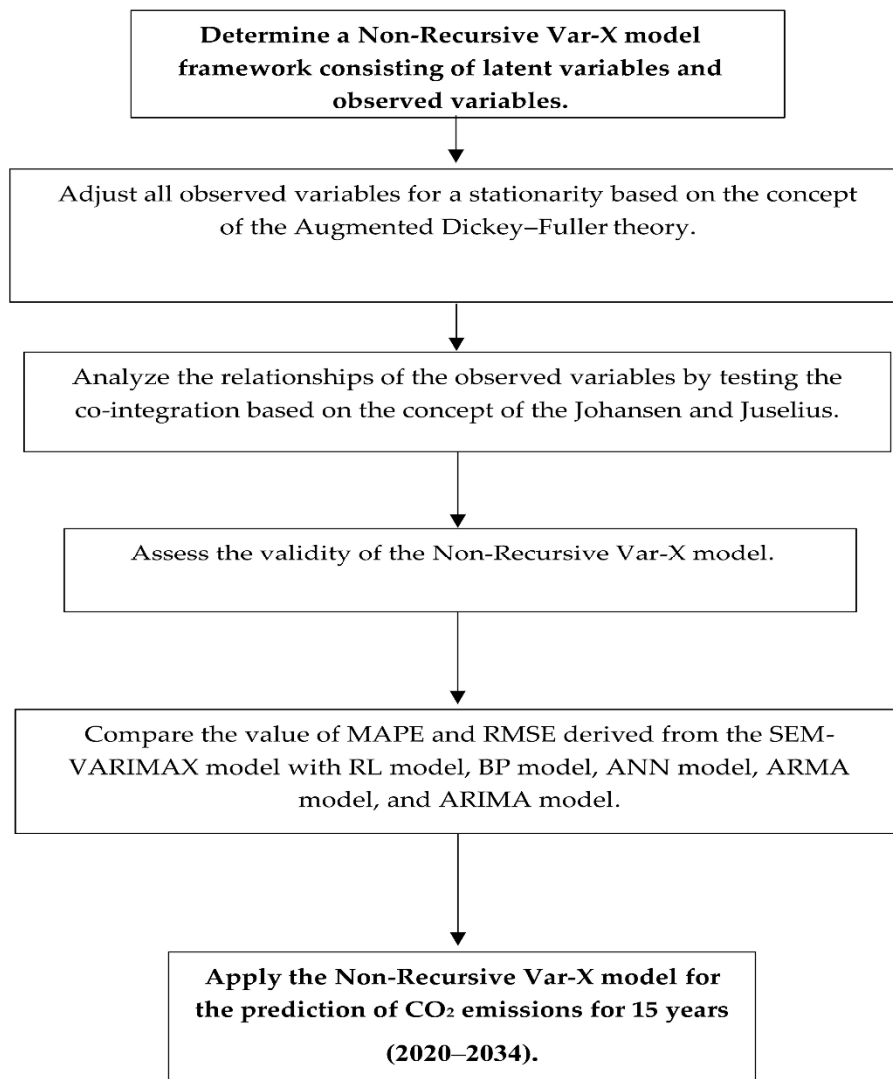 Determine a Non-Recursive Var-X model
framework consisting of latent variables and
observed variables.
Adjust all observed variables for a stationarity based on the concept
of the Augmented Dickey–Fuller theory.
Analyze the relationships of the observed variables by testing the
co-integration based on the concept of the Johansen and Juselius.
Assess the validity of the Non-Recursive Var-X model.
Compare the value of MAPE and RMSE derived from the SEM-
VARIMAX model with RL model, BP model, ANN model, ARMA
model, and ARIMA model.
Apply the Non-Recursive Var-X model for
the prediction of CO₂ emissions for 15 years
(2020–2034).